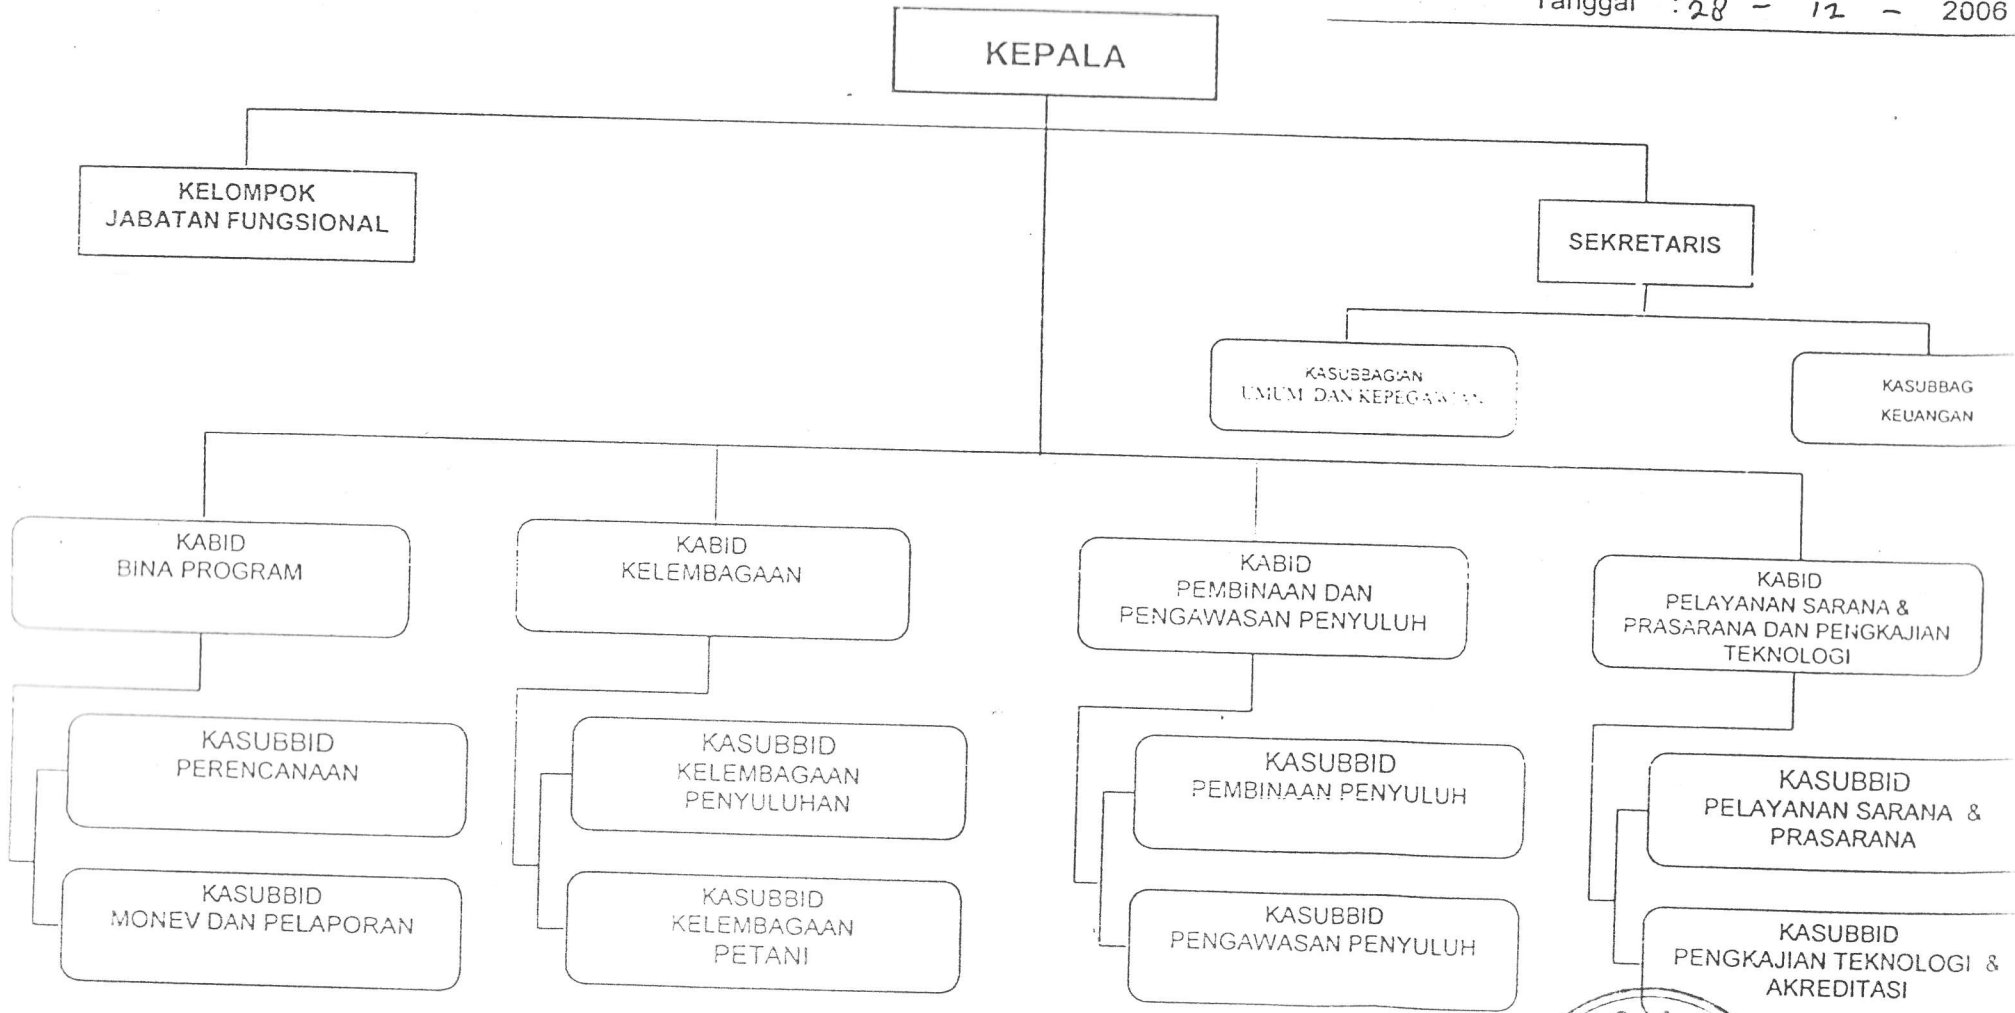 Tanggal : 28 - 12 - 2006
KEPALA
KELOMPOK
JABATAN FUNGSIONAL
SEKRETARIS
KASUBBAGIAN
UMUM DAN KEPEGAWAIAN
KASUBBAG
KEUANGAN
KABID
BINA PROGRAM
KABID
KELEMBAGAAN
KABID
PEMBINAAN DAN
PENGAWASAN PENYULUH
KABID
PELAYANAN SARANA &
PRASARANA DAN PENGKAJIAN
TEKNOLOGI
KASUBBID
PERENCANAAN
KASUBBID
KELEMBAGAAN
PENYULUHAN
KASUBBID
PEMBINAAN PENYULUH
KASUBBID
PELAYANAN SARANA &
PRASARANA
KASUBBID
MONEV DAN PELAPORAN
KASUBBID
KELEMBAGAAN
PETANI
KASUBBID
PENGAWASAN PENYULUH
KASUBBID
PENGKAJIAN TEKNOLOGI &
AKREDITASI